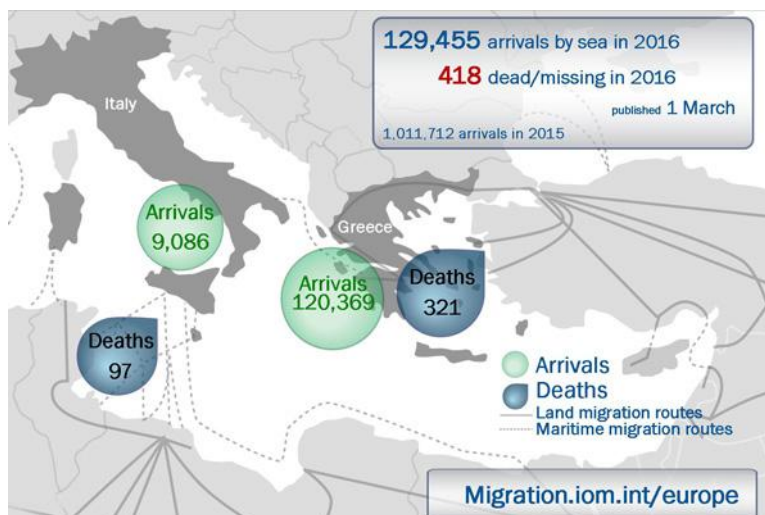 129,455 arrivals by sea in 2016
418 dead/missing in 2016
published 1 March
1,011,712 arrivals in 2015
Italy
Arrivals
9,086
Greece
Arrivals
120,369
Deaths
321
Deaths
97
Arrivals
Deaths
Land migration routes
Maritime migration routes
Migration.iom.int/europe